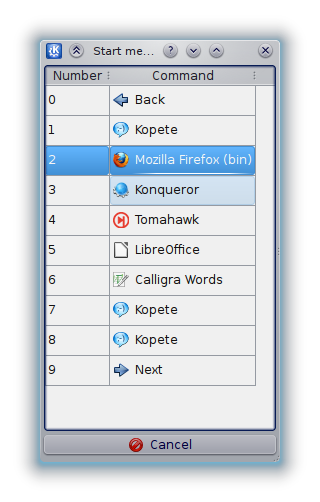 Start me... ?
Number Command
0 Back
1 Kopete
2 Mozilla Firefox (bin)
3 Konqueror
4 Tomahawk
5 LibreOffice
6 Calligra Words
7 Kopete
8 Kopete
9 Next
Cancel